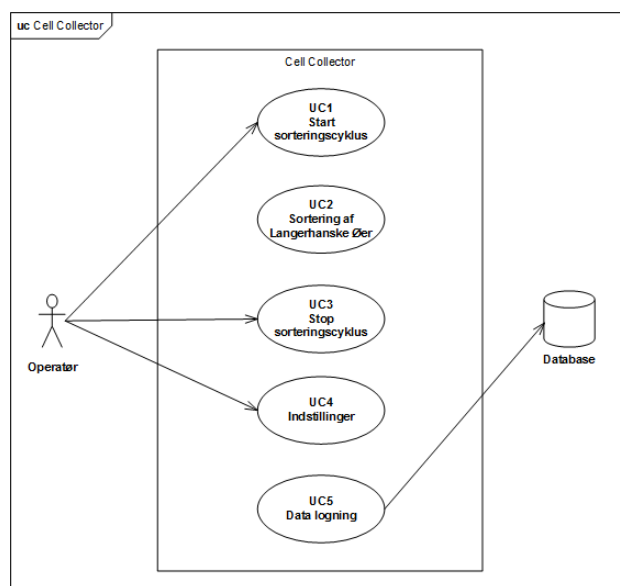 uc Cell Collector
Cell Collector
UC1
Start
sorteringscyklus
UC2
Sortering af
Langerhanske Øer
UC3
Stop
sorteringscyklus
Operatør
Database
UC4
Indstillinger
UC5
Data logning